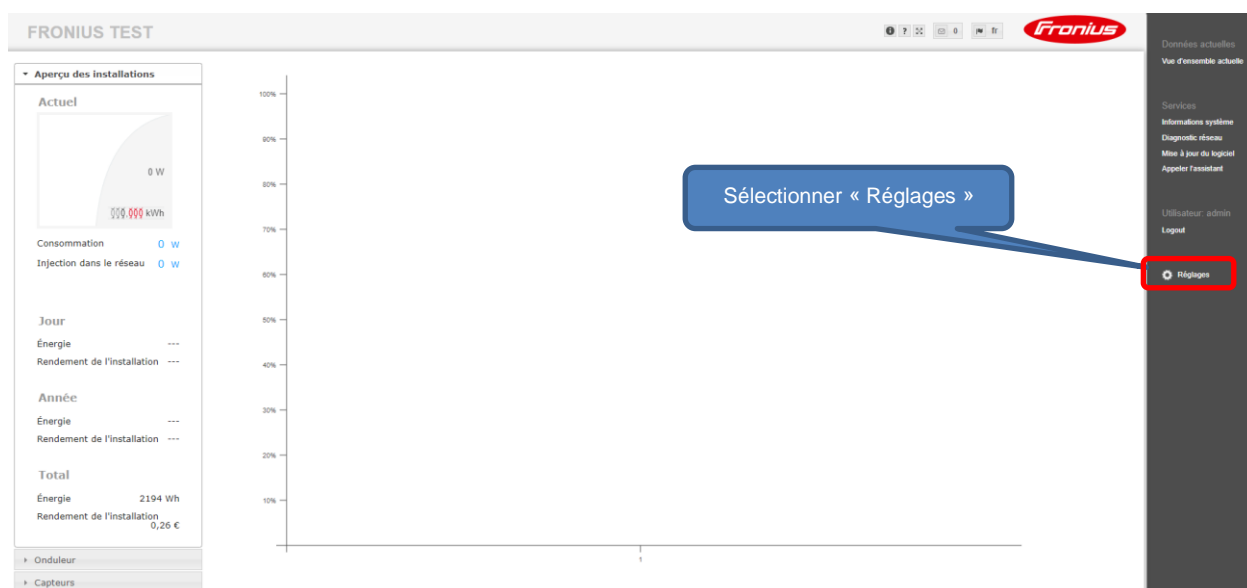 FRONIUS TEST
? 0 fr
Fronius
Aperçu des installations
Actuel
0 W
000.000 kWh
Consommation 0 W
Injection dans le réseau 0 W
Jour
Énergie ---
Rendement de l'installation ---
Année
Énergie ---
Rendement de l'installation ---
Total
Énergie 2194 Wh
Rendement de l'installation
0,26 €
Onduleur
Capteurs
100%
90%
80%
70%
60%
50%
40%
30%
20%
10%
1
Sélectionner « Réglages »
Données actuelles
Vue d'ensemble actuelle
Services
Informations système
Diagnostic réseau
Mise à jour du logiciel
Appeler l'assistant
Utilisateur: admin
Logout
Réglages